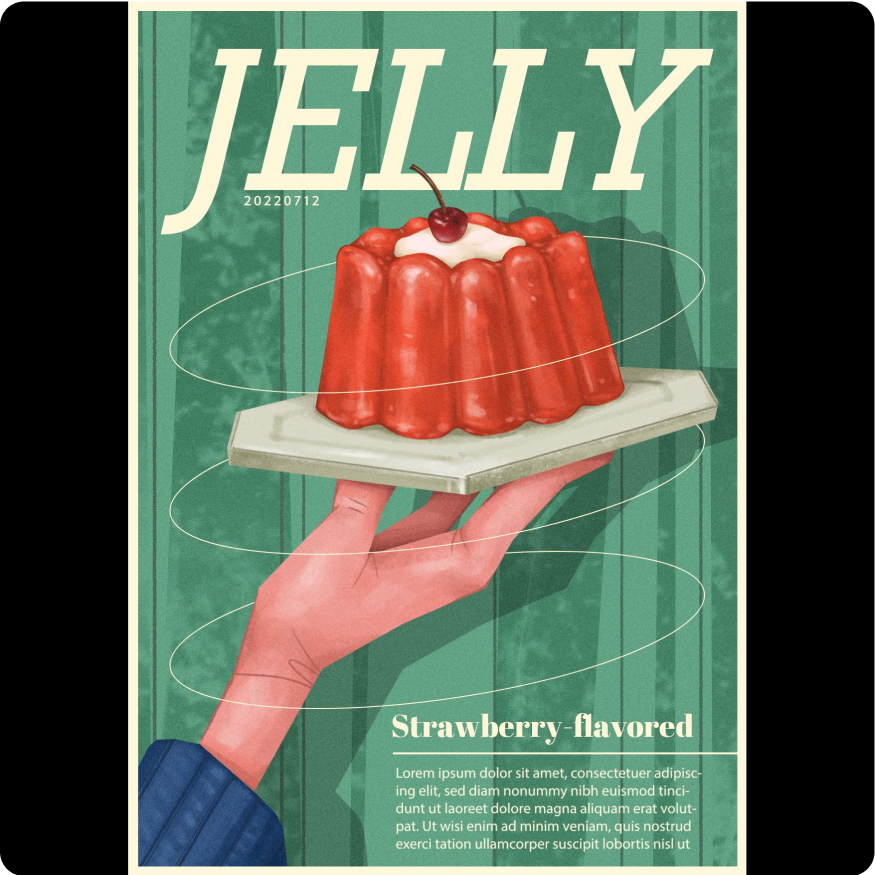 JELLY
20220712
Strawberry-flavored
Lorem ipsum dolor sit amet, consectetuer adipisc-
ing elit, sed diam nonummy nibh euismod tinci-
dunt ut laoreet dolore magna aliquam erat volut-
pat. Ut wisi enim ad minim veniam, quis nostrud
exerci tation ullamcorper suscipit lobortis nisl ut